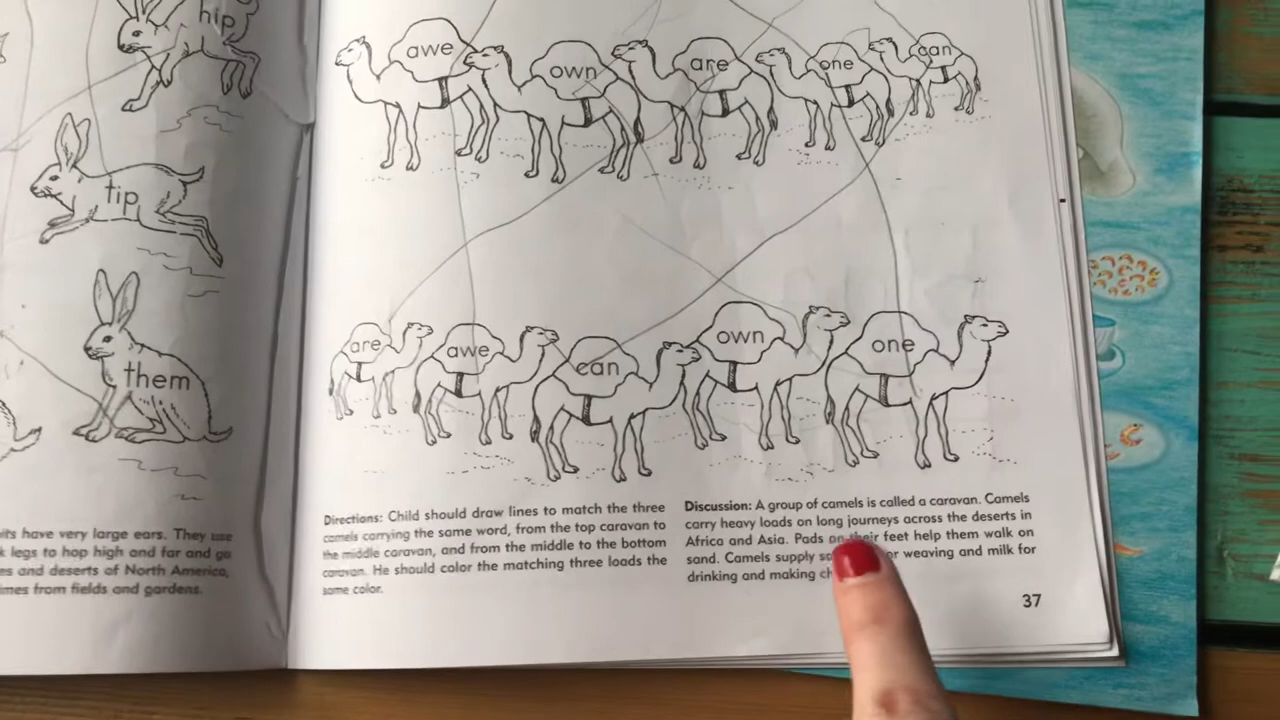 hip
tip
them
its have very large ears. They use
k legs to hop high and far and go
es and deserts of North America,
imes from fields and gardens.
awe own are one can
are awe can own one
Directions: Child should draw lines to match the three
camels carrying the same word, from the top caravan to
the middle caravan, and from the middle to the bottom
caravan. He should color the matching three loads the
same color.
Discussion: A group of camels is called a caravan. Camels
carry heavy loads on long journeys across the deserts in
Africa and Asia. Pads on their feet help them walk on
sand. Camels supply or weaving and milk for
drinking and making
37